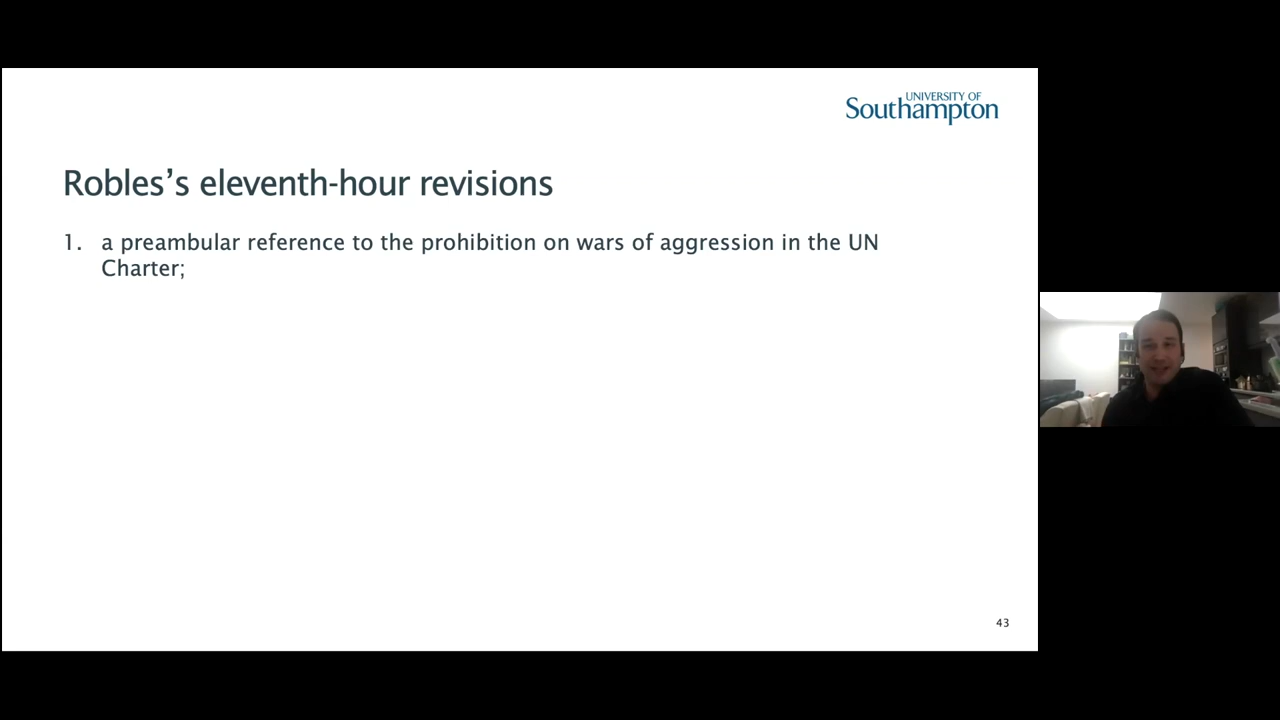 UNIVERSITY OF
Southampton
Robles’s eleventh-hour revisions
1. a preambular reference to the prohibition on wars of aggression in the UN
Charter;
43